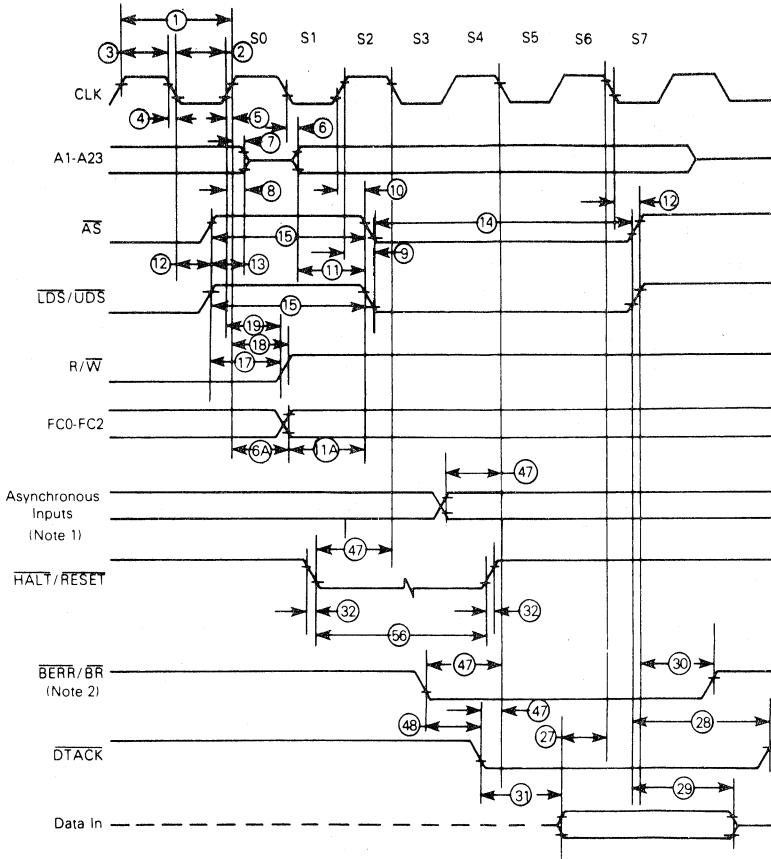 1
S0 S1 S2 S3 S4 S5 S6 S7
3 2
CLK
4 5 6
7
A1-A23
8 10 12
AS
14
15
9
12 13 11
LDS/UDS
15
19
18
R/W
17
FC0-FC2
6A 11A
47
Asynchronous
Inputs
(Note 1)
47
HALT/RESET
32 32
56
BERR/BR
(Note 2)
47 30
47
48 27 28
DTACK
31 29
Data In